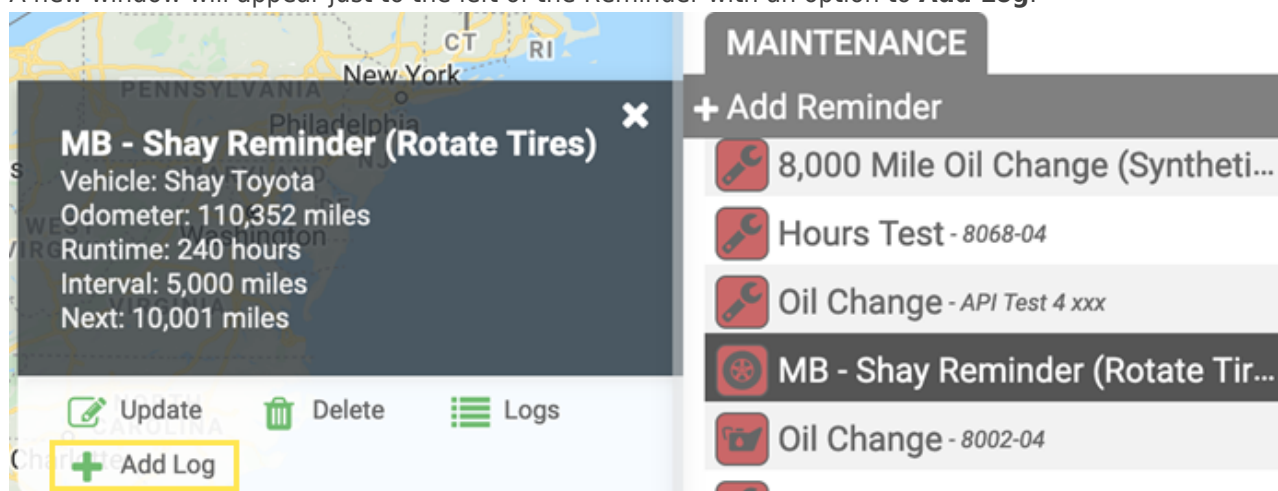 A new window will appear just to the left of the Reminder with an option to Add Log.
CT
RI
New York
PENNSYLVANIA
Philadelphia
MB - Shay Reminder (Rotate Tires)
Vehicle: Shay Toyota
Odometer: 110,352 miles
Runtime: 240 hours
Interval: 5,000 miles
Next: 10,001 miles
NJ
Washington
VIRGINIA
Update
Delete
Logs
NORTH
CAROLINA
Add Log
MAINTENANCE
+ Add Reminder
8,000 Mile Oil Change (Syntheti...
Hours Test - 8068-04
Oil Change - API Test 4 xxx
MB - Shay Reminder (Rotate Tir...
Oil Change - 8002-04